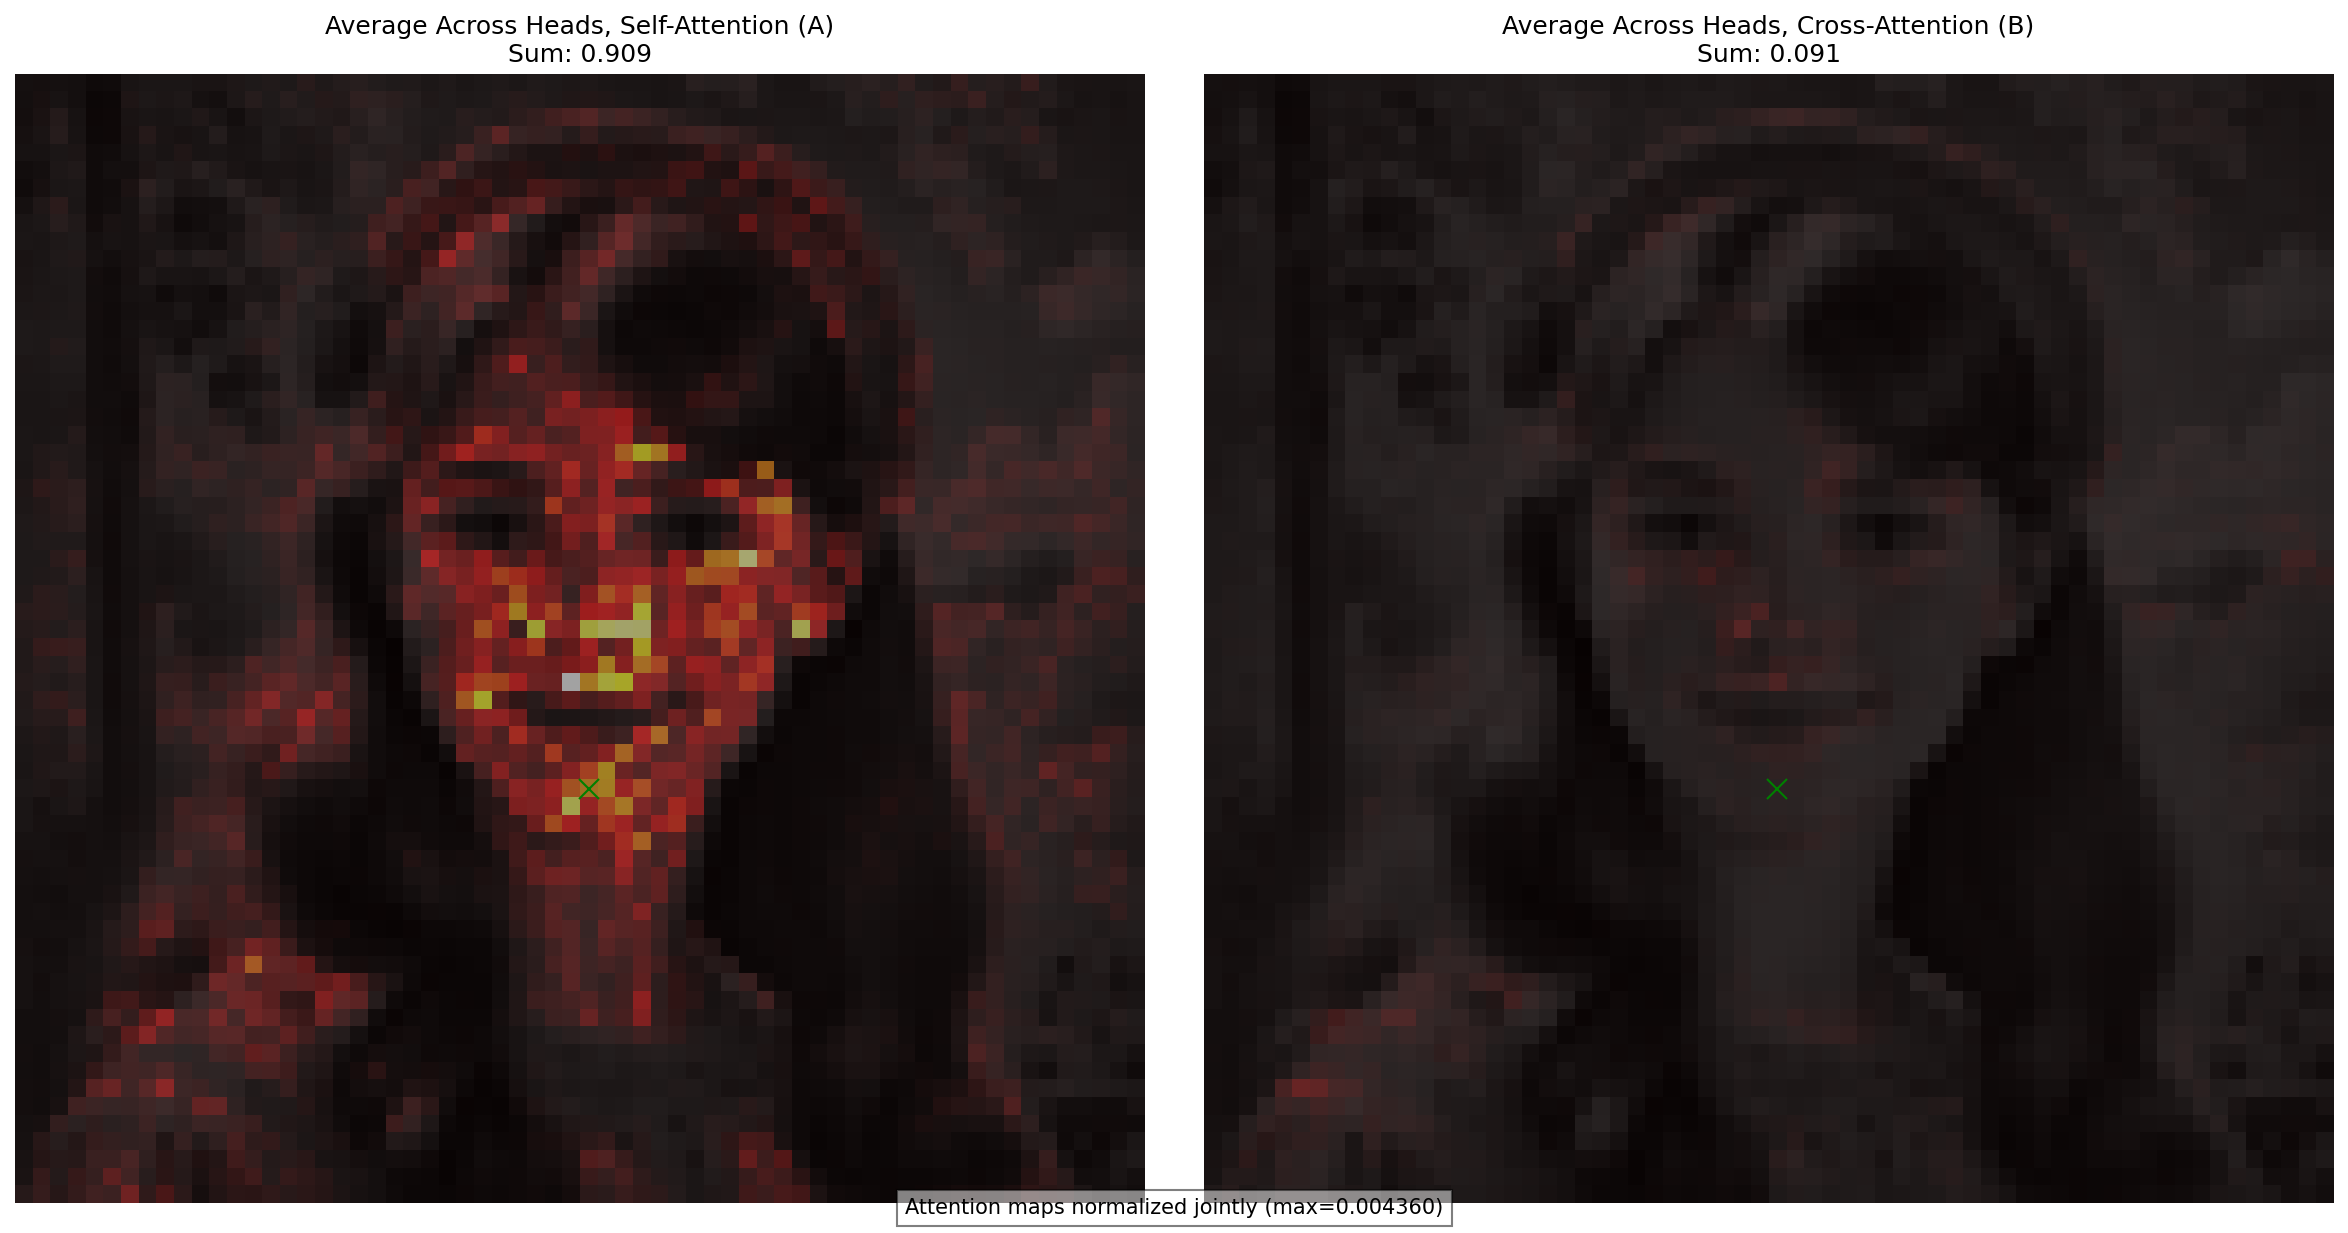 Average Across Heads, Self-Attention (A)
Sum: 0.909
Average Across Heads, Cross-Attention (B)
Sum: 0.091
Attention maps normalized jointly (max=0.004360)